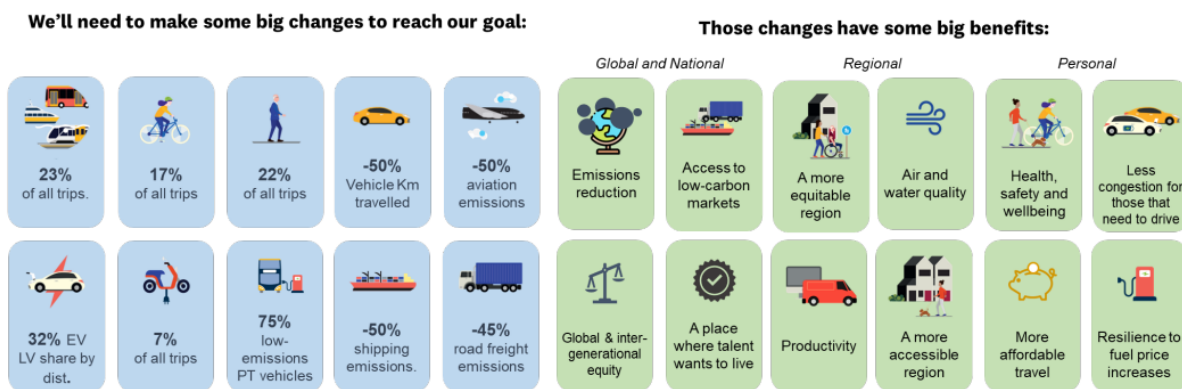 We'll need to make some big changes to reach our goal:
23%
of all trips.
17%
of all trips
22%
of all trips
-50%
Vehicle Km
travelled
-50%
aviation
emissions
32% EV
LV share by
dist.
7%
of all trips
75%
low-
emissions
PT vehicles
-50%
shipping
emissions.
-45%
road freight
emissions
Those changes have some big benefits:
Global and National
Regional
Personal
Emissions
reduction
Access to
low-carbon
markets
A more
equitable
region
Air and
water quality
Health,
safety and
wellbeing
Less
congestion for
those that
need to drive
Global & inter-
generational
equity
A place
where talent
wants to live
Productivity
A more
accessible
region
More
affordable
travel
Resilience to
fuel price
increases